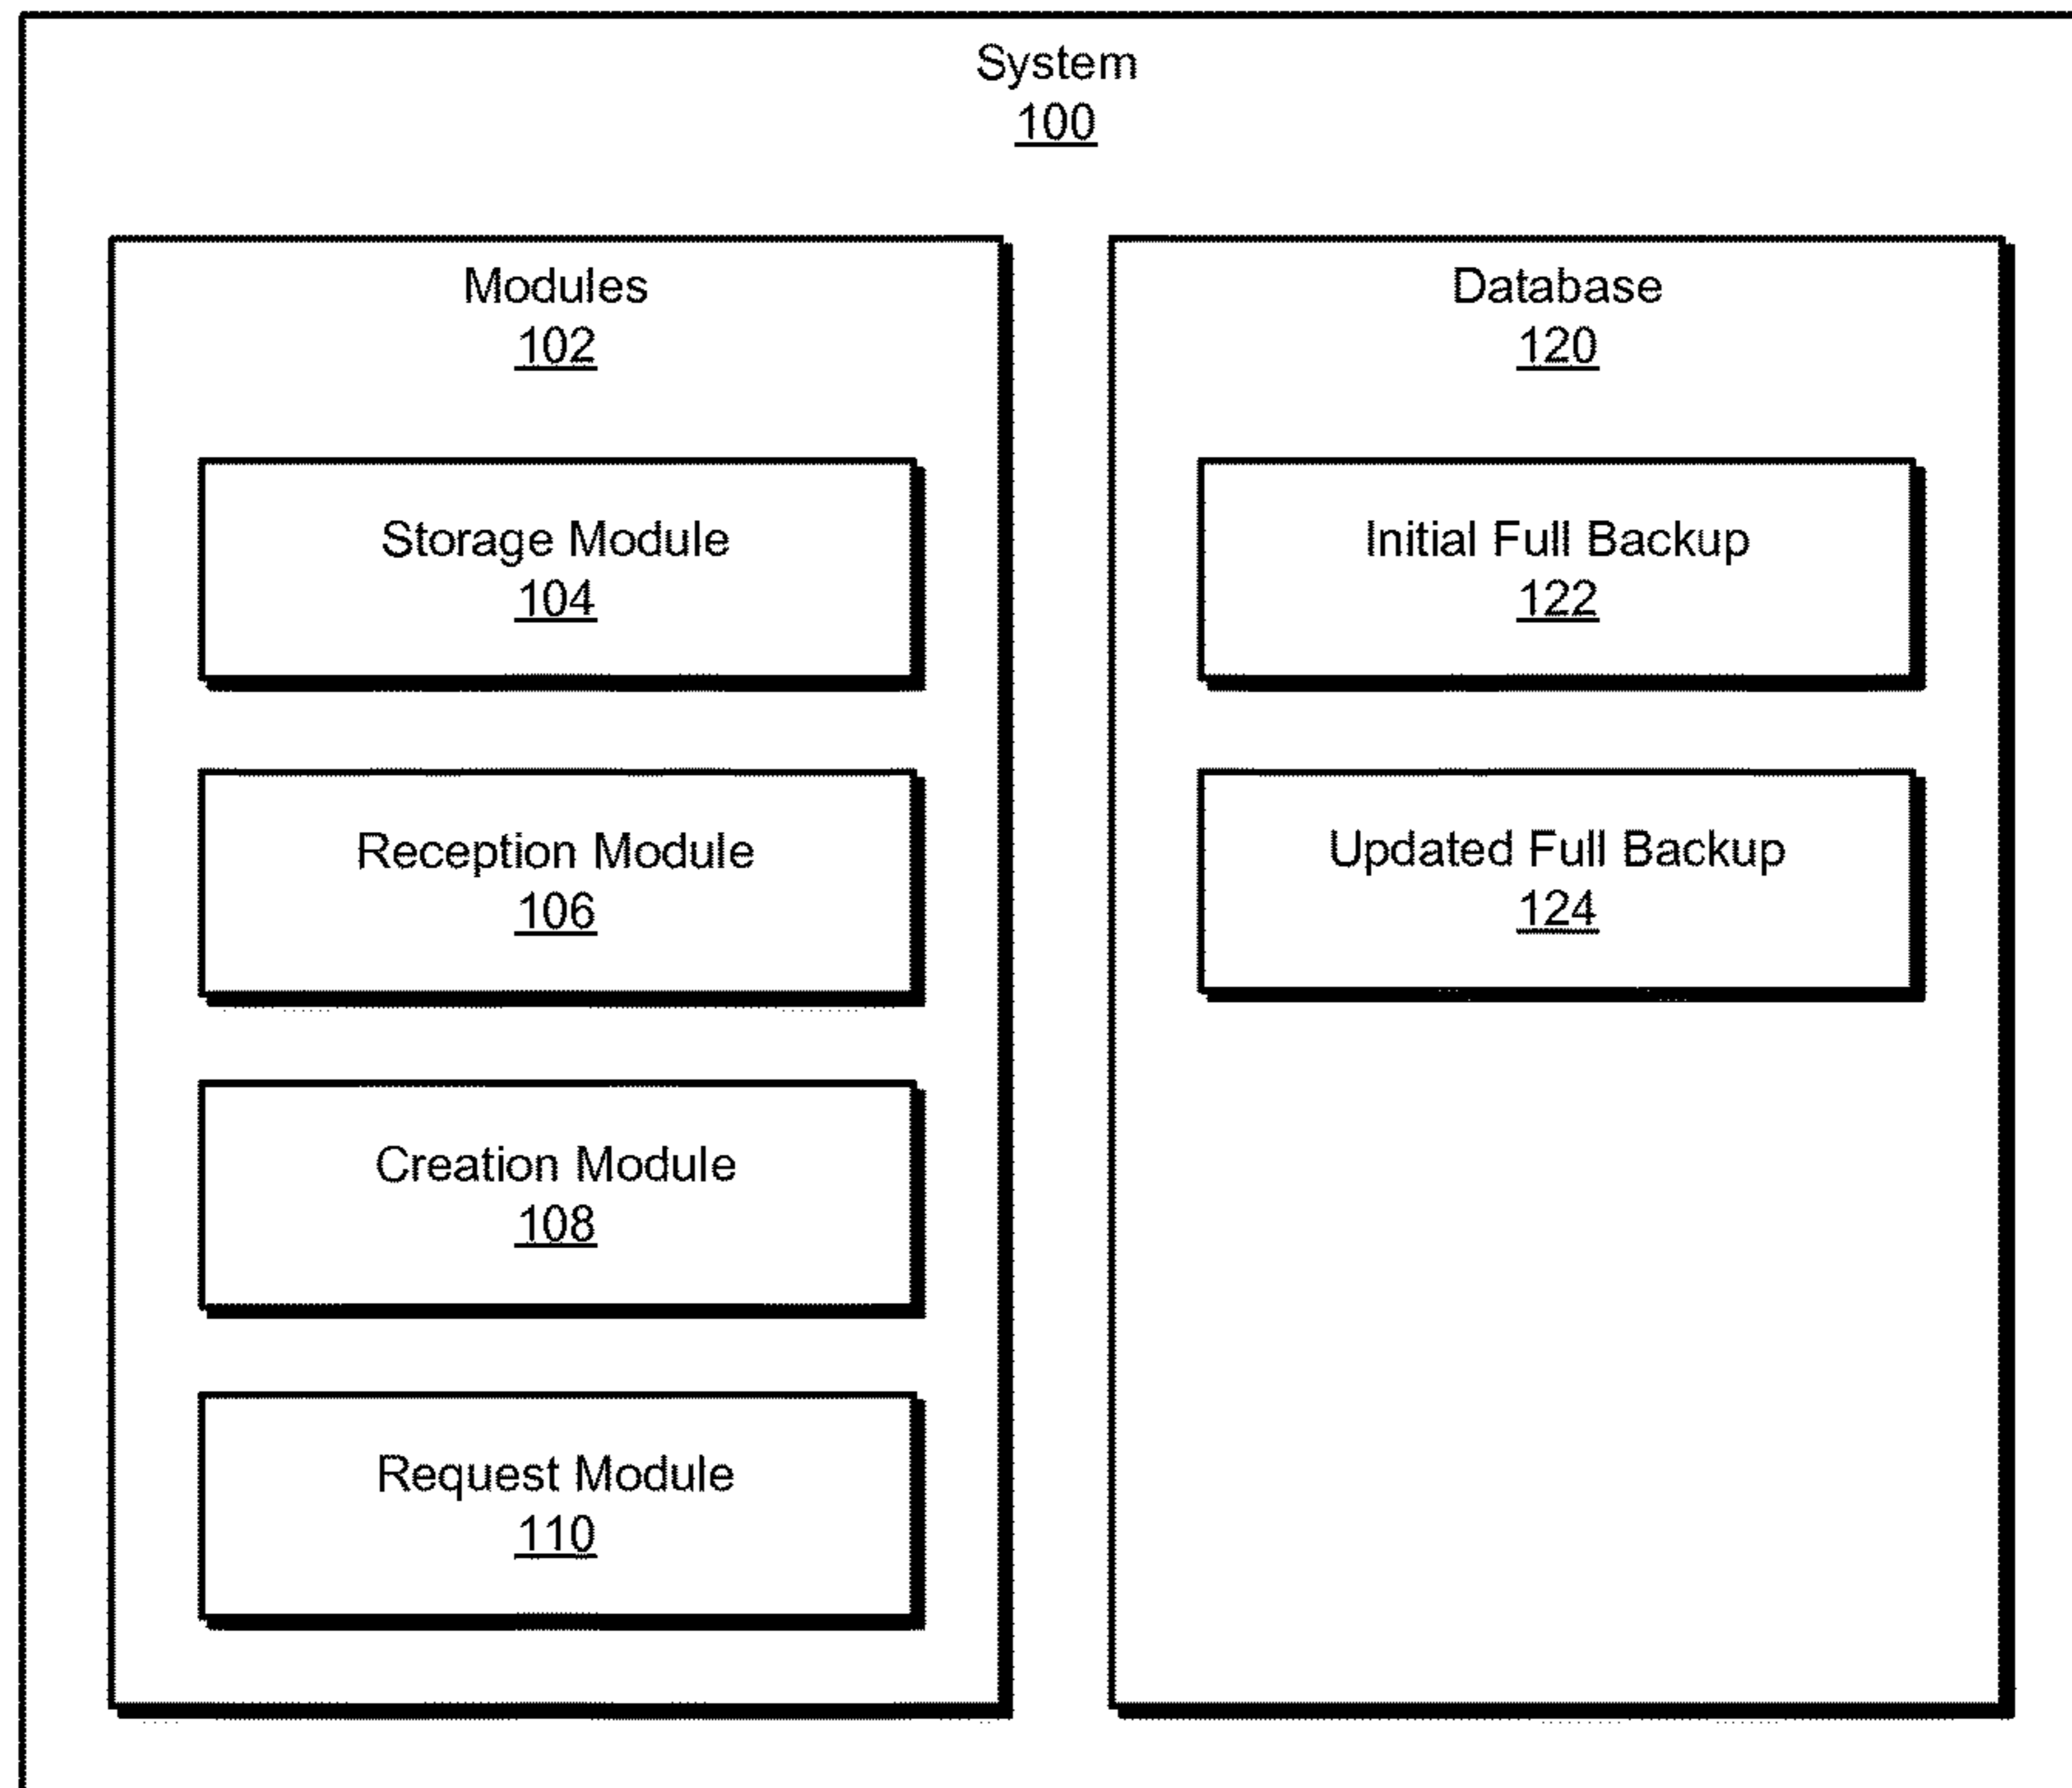 System
100
Modules
102
Storage Module
104
Reception Module
106
Creation Module
108
Request Module
110
Database
120
Initial Full Backup
122
Updated Full Backup
124